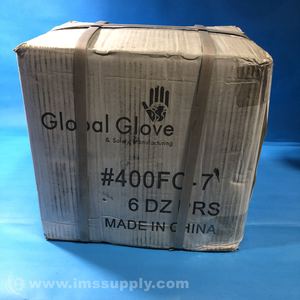 Global Glove
& Safety Manufacturing
#400FC-7
6 DZ PRS
MADE IN CHINA
© www.imssupply.com